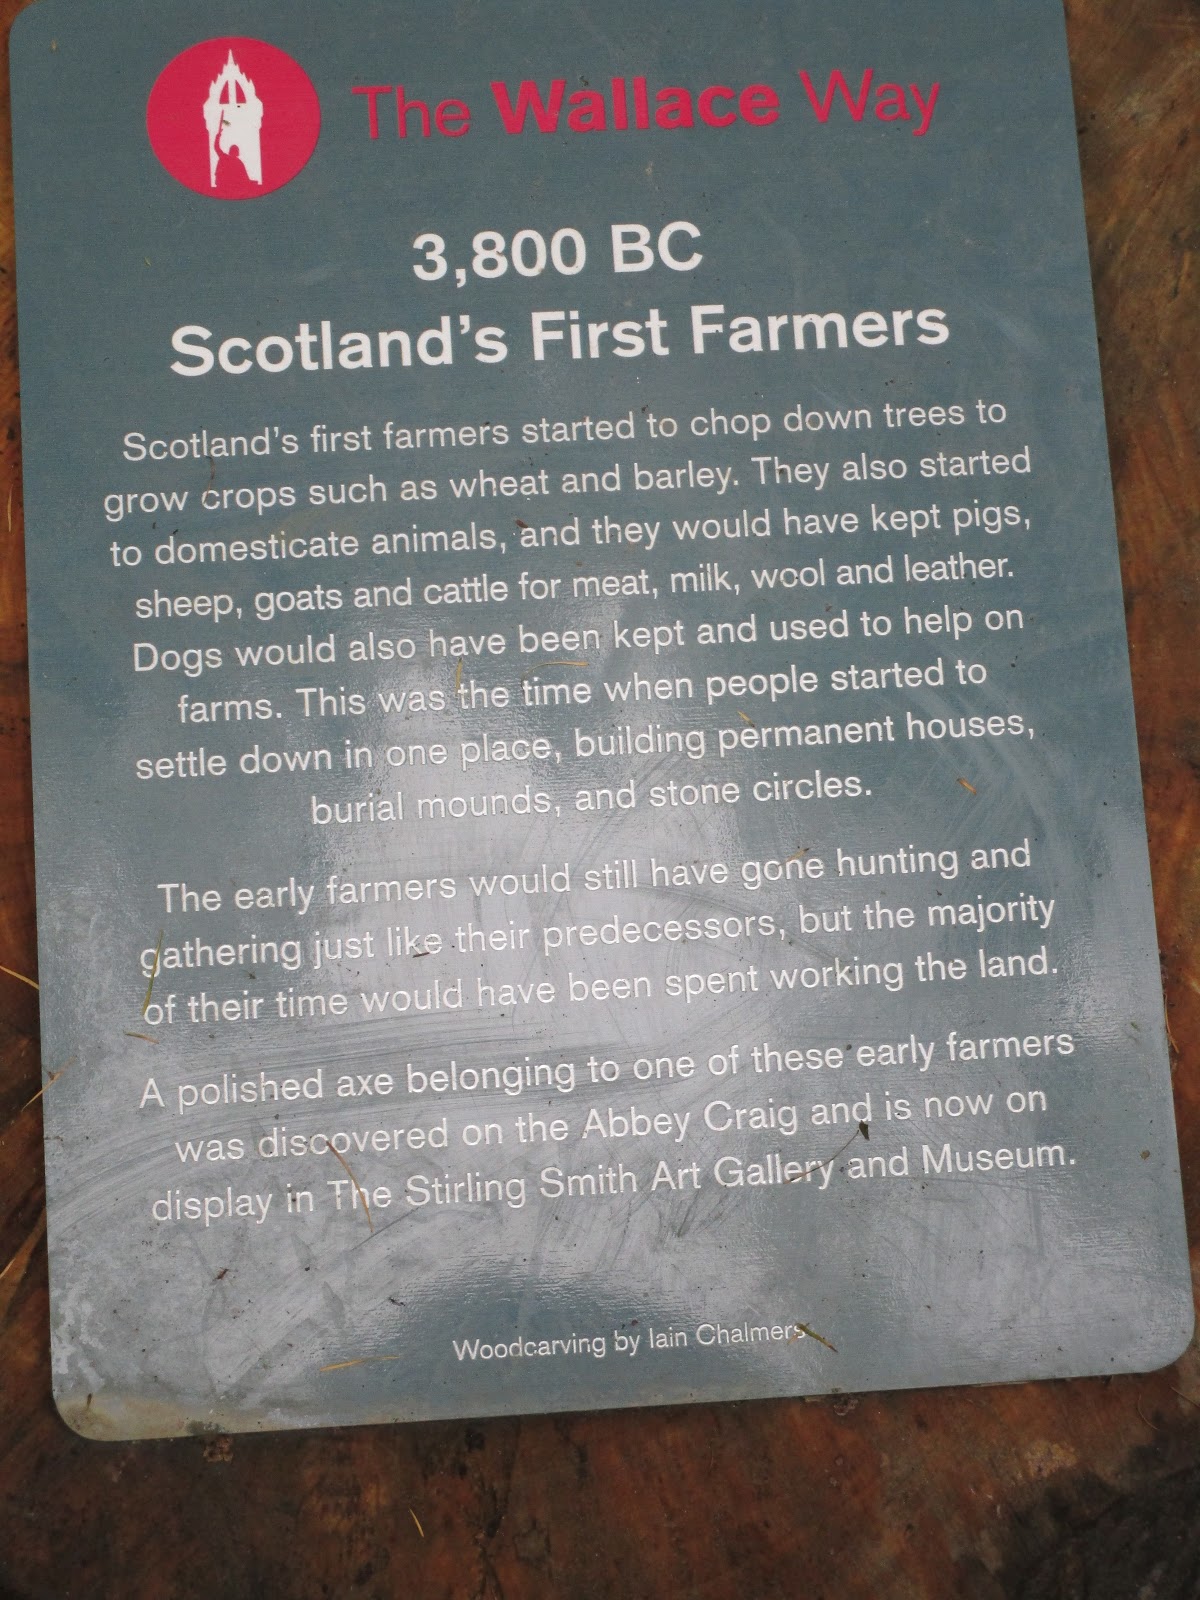 The Wallace Way
3,800 BC
Scotland's First Farmers
Scotland's first farmers started to chop down trees to
grow crops such as wheat and barley. They also started
to domesticate animals, and they would have kept pigs,
sheep, goats and cattle for meat, milk, wool and leather.
Dogs would also have been kept and used to help on
farms. This was the time when people started to
settle down in one place, building permanent houses,
burial mounds, and stone circles.
The early farmers would still have gone hunting and
gathering just like their predecessors, but the majority
of their time would have been spent working the land.
A polished axe belonging to one of these early farmers
was discovered on the Abbey Craig and is now on
display in The Stirling Smith Art Gallery and Museum.
Woodcarving by Iain Chalmers